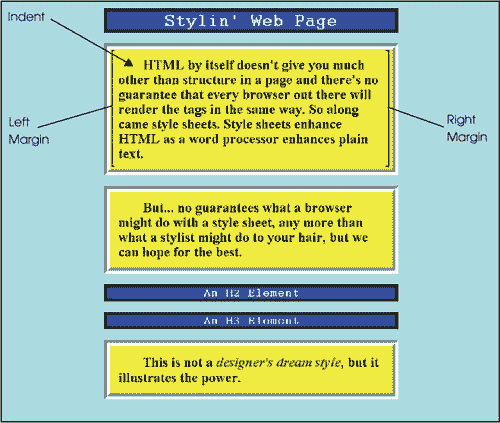 Indent
Stylin' Web Page
HTML by itself doesn't give you much
other than structure in a page and there's no
guarantee that every browser out there will
render the tags in the same way. So along
came style sheets. Style sheets enhance
HTML as a word processor enhances plain
text.
Left
Margin
Right
Margin
But... no guarantees what a browser
might do with a style sheet, any more than
what a stylist might do to your hair, but we
can hope for the best.
An H2 Element
An H3 Element
This is not a designer's dream style, but it
illustrates the power.